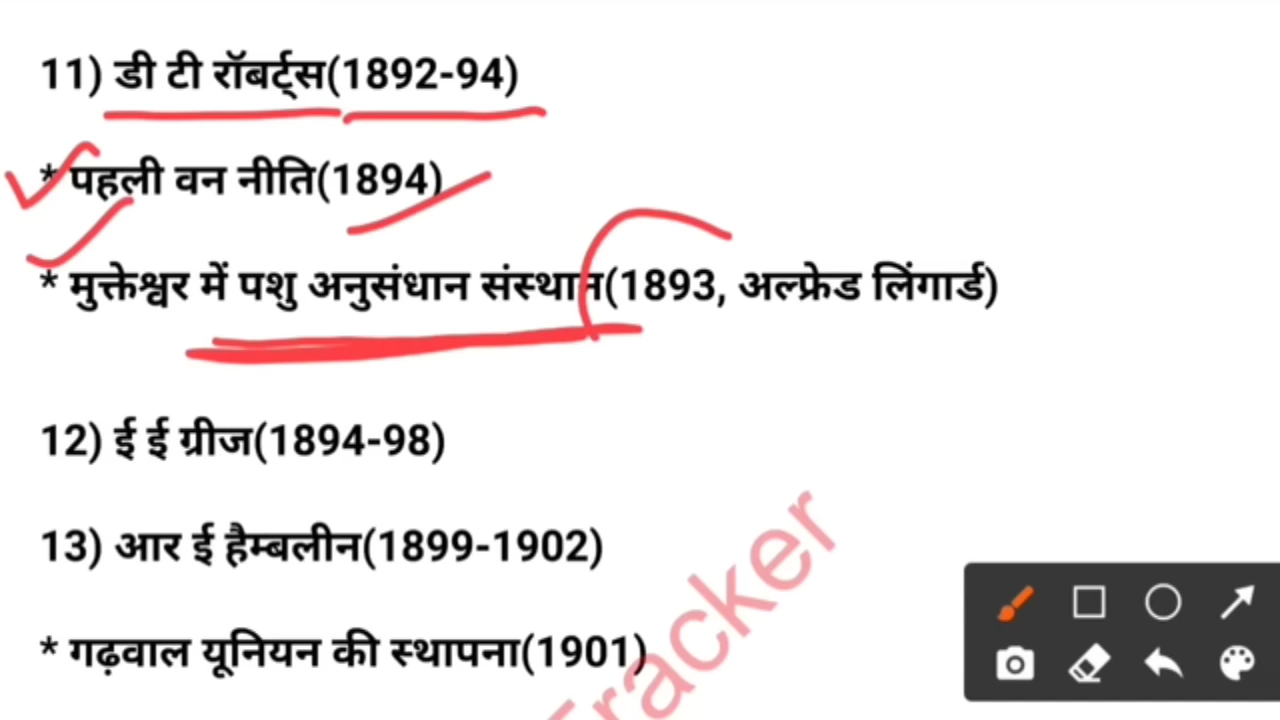 11) डी टी रॉबर्ट्स(1892-94)
* पहली वन नीति(1894)
* मुक्तेश्वर में पशु अनुसंधान संस्थान(1893, अल्फ्रेड लिंगार्ड)
12) ई ई ग्रीज(1894-98)
13) आर ई हैम्बलीन(1899-1902)
* गढ़वाल यूनियन की स्थापना(1901)
Tracker